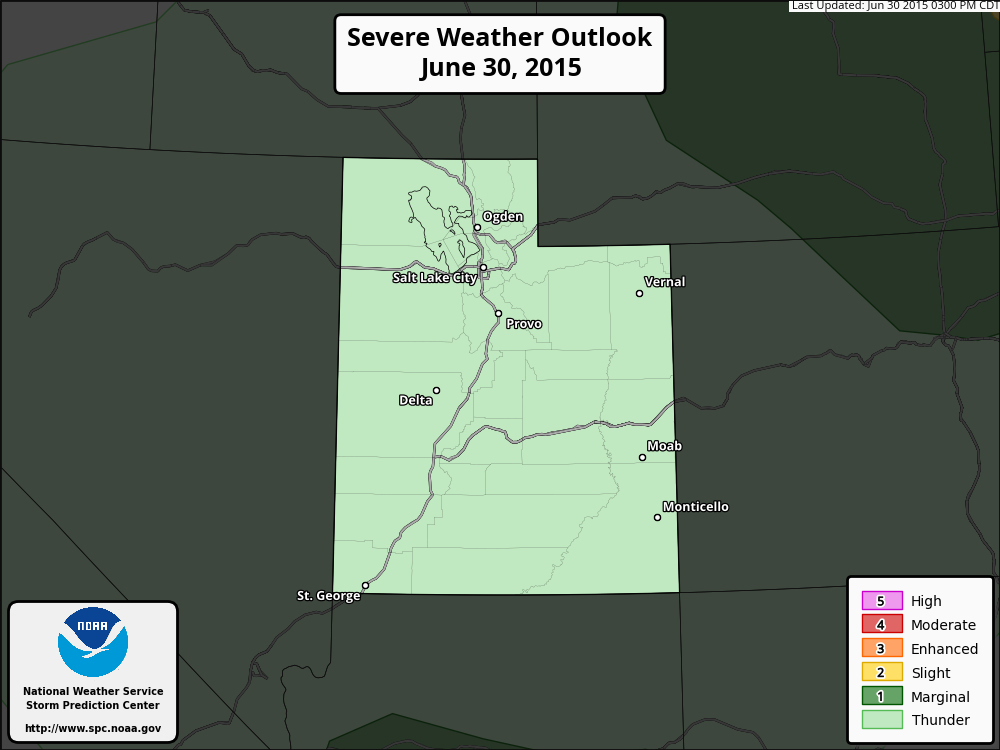 Last Updated: Jun 30 2015 0300 PM CDT
Severe Weather Outlook
June 30, 2015
Ogden
Salt Lake City
Vernal
Provo
Delta
Moab
Monticello
St. George
NOAA
National Weather Service
Storm Prediction Center
http://www.spc.noaa.gov
5 High
4 Moderate
3 Enhanced
2 Slight
1 Marginal
Thunder